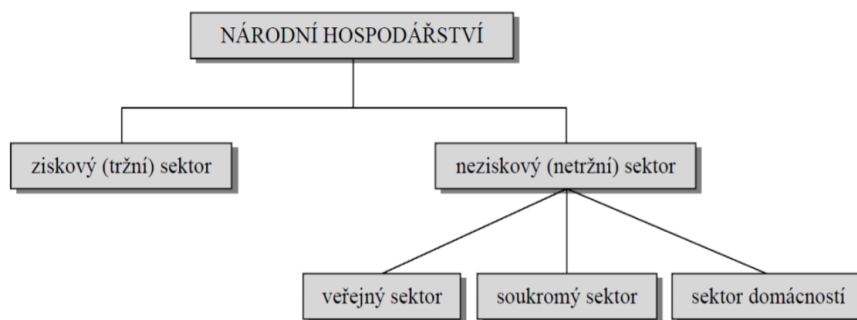 NÁRODNÍ HOSPODÁŘSTVÍ
ziskový (tržní) sektor
neziskový (netržní) sektor
veřejný sektor
soukromý sektor
sektor domácností